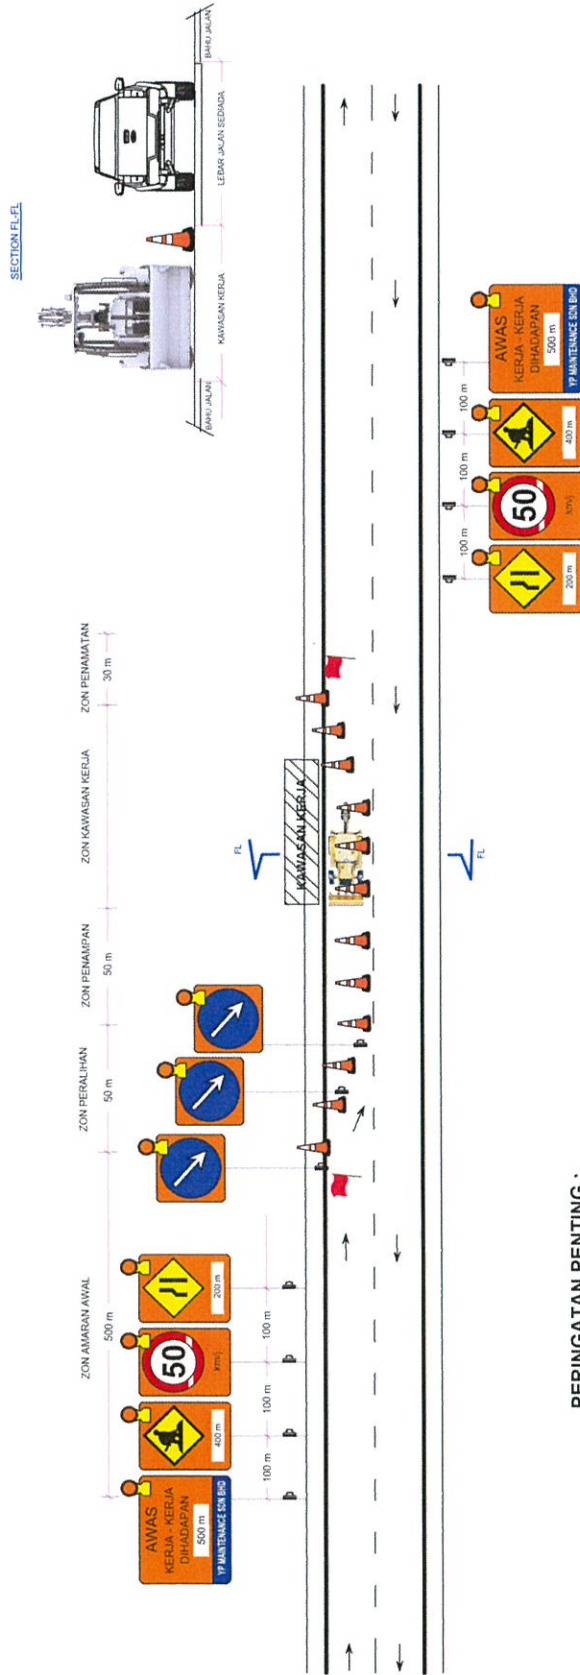 SECTION FL-FL
BAHU JALAN
KAWASAN KERJA
LEBAR JALAN SEDIADA
BAHU JALAN
ZON AMARAN AWAL
500 m
ZON PERALIHAN
50 m
ZON PENAMPAN
50 m
ZON KAWASAN KERJA
ZON PENAMATAN
30 m
AWAS
KERJA - KERJA
DIHADAPAN
500 m
YP MAINTENANCE SDN BHD
400 m
50
km/j
200 m
100 m
100 m
100 m
FL
KAWASAN KERJA
FL
100 m
100 m
100 m
200 m
50
km/j
400 m
AWAS
KERJA - KERJA
DIHADAPAN
500 m
YP MAINTENANCE SDN BHD
PERINGATAN PENTING :